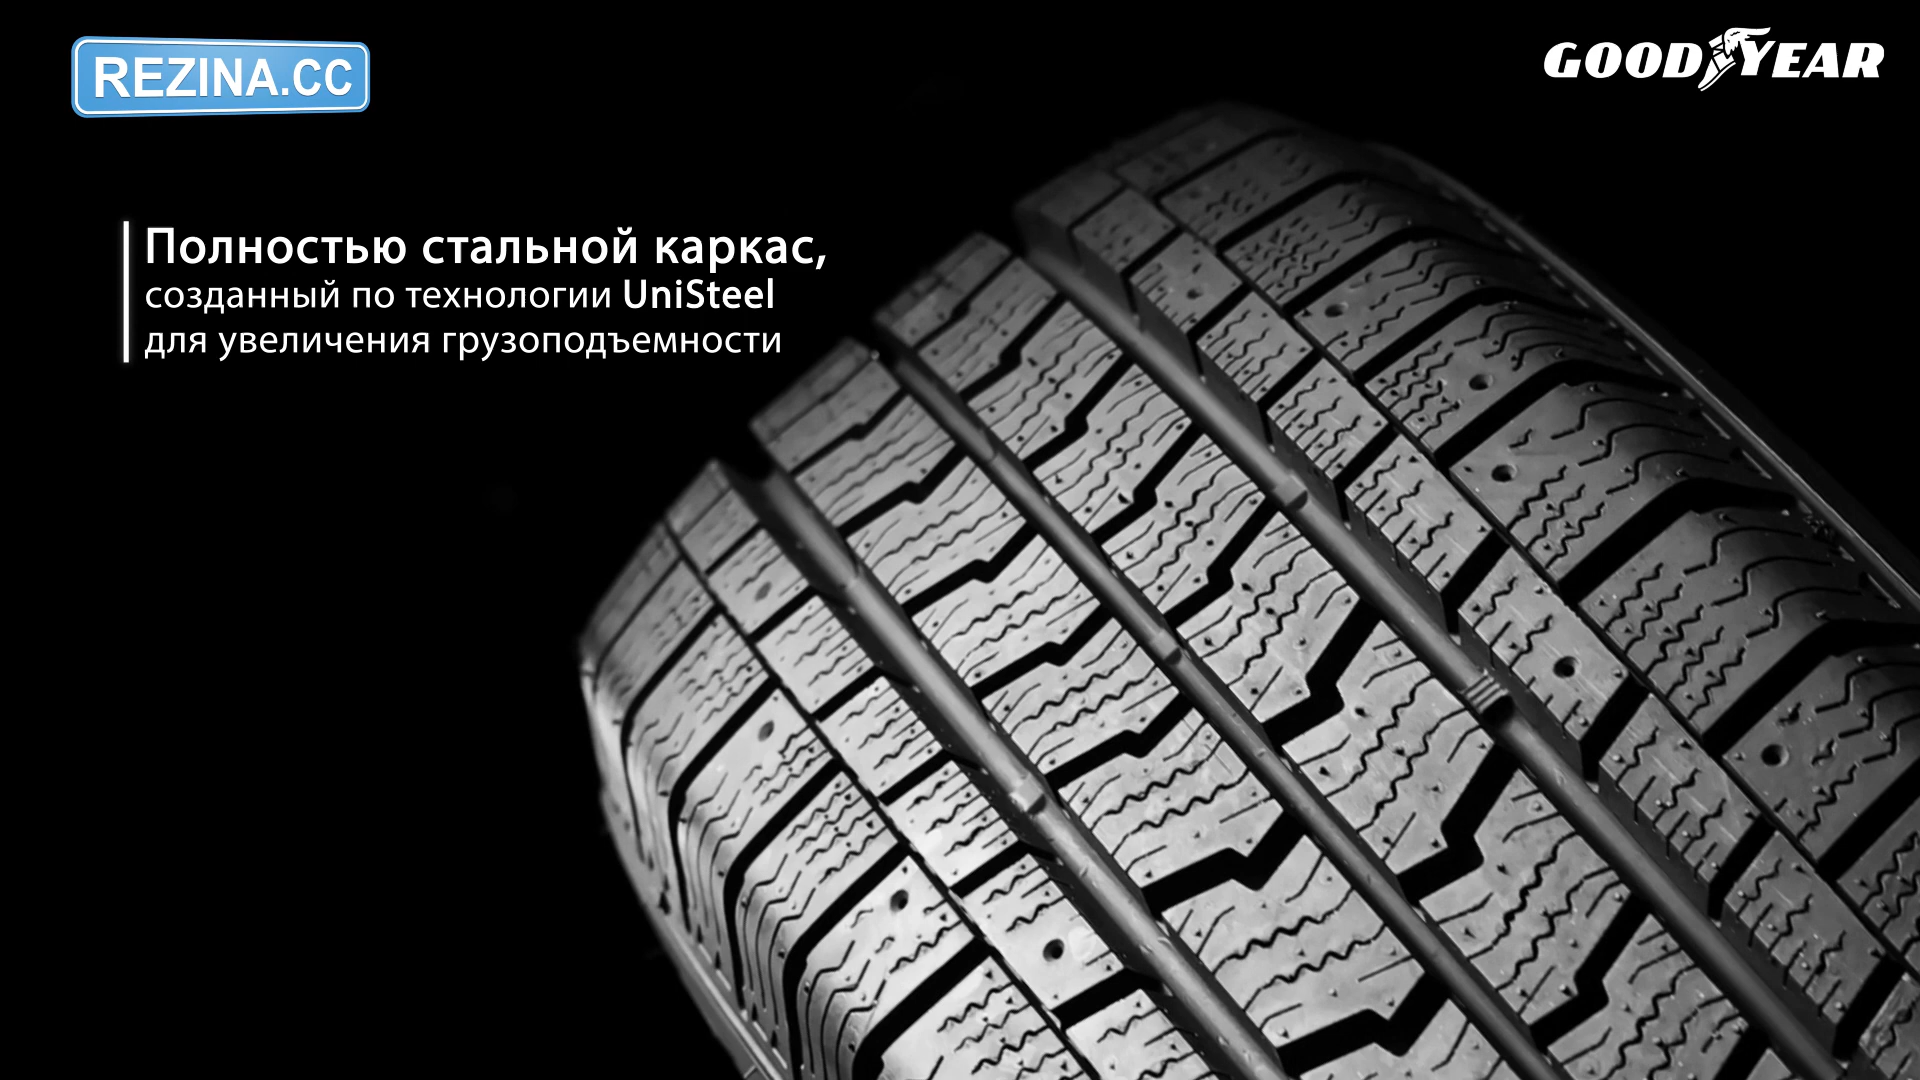 REZINA.CC
GOODYEAR
Полностью стальной каркас,
созданный по технологии UniSteel
для увеличения грузоподъемности